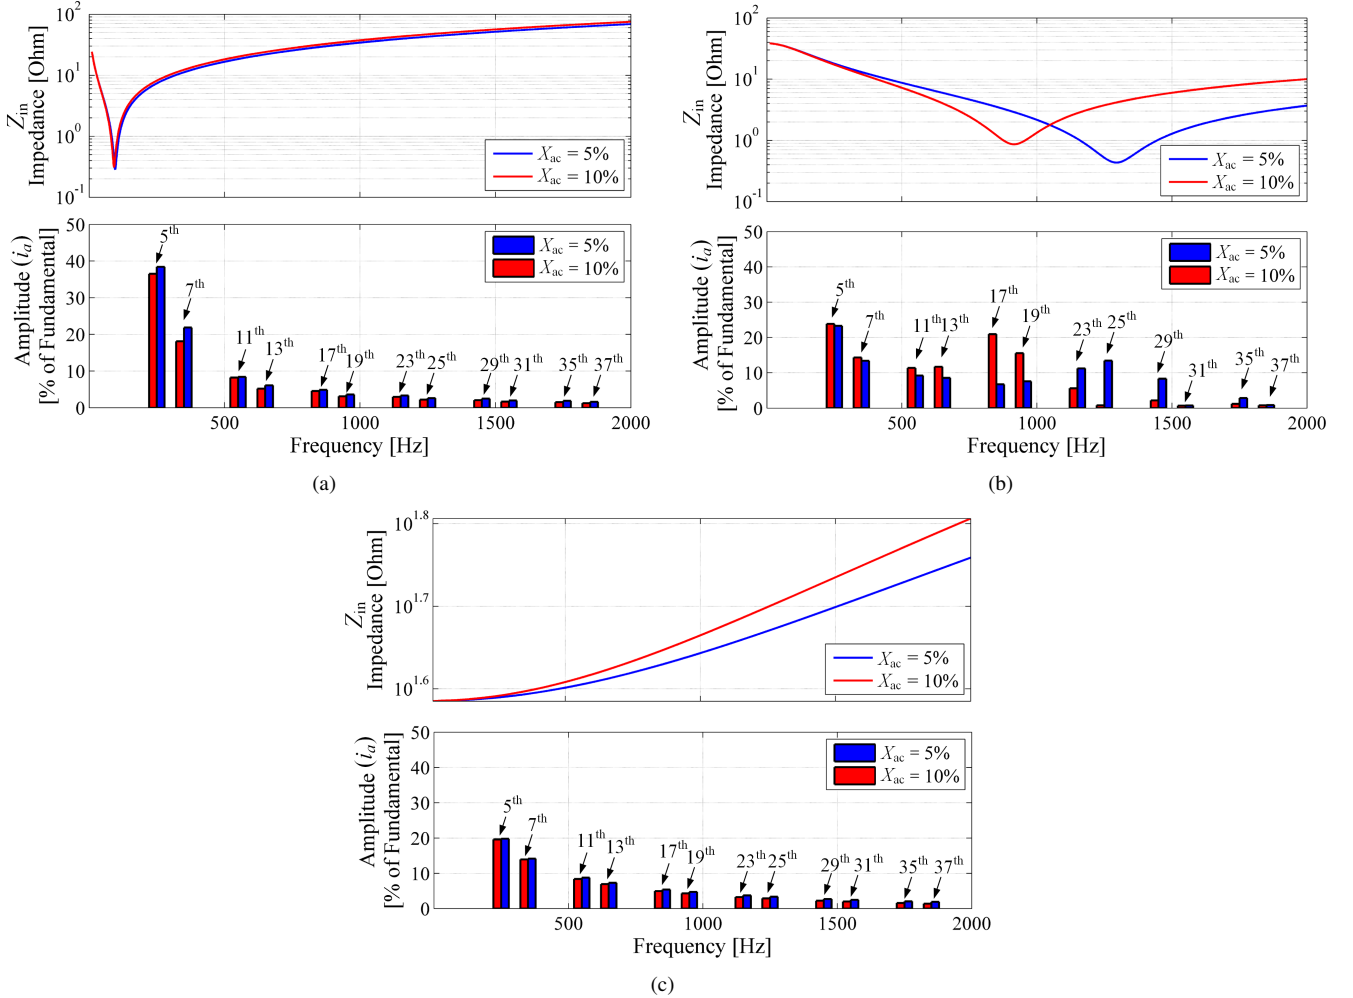 10^2
10^1
10^0
10^-1
Z_in
Impedance [Ohm]
X_ac = 5%
X_ac = 10%
50
40
30
20
10
0
Amplitude (i_a)
[% of Fundamental]
X_ac = 5%
X_ac = 10%
5th
7th
11th
13th
17th
19th
23th
25th
29th
31th
35th
37th
500
1000
1500
2000
Frequency [Hz]
(a)
10^2
10^1
10^0
10^-1
Z_in
Impedance [Ohm]
X_ac = 5%
X_ac = 10%
50
40
30
20
10
0
Amplitude (i_a)
[% of Fundamental]
X_ac = 5%
X_ac = 10%
5th
7th
11th
13th
17th
19th
23th
25th
29th
31th
35th
37th
500
1000
1500
2000
Frequency [Hz]
(b)
10^1.8
10^1.7
10^1.6
Z_in
Impedance [Ohm]
X_ac = 5%
X_ac = 10%
50
40
30
20
10
0
Amplitude (i_a)
[% of Fundamental]
X_ac = 5%
X_ac = 10%
5th
7th
11th
13th
17th
19th
23th
25th
29th
31th
35th
37th
500
1000
1500
2000
Frequency [Hz]
(c)